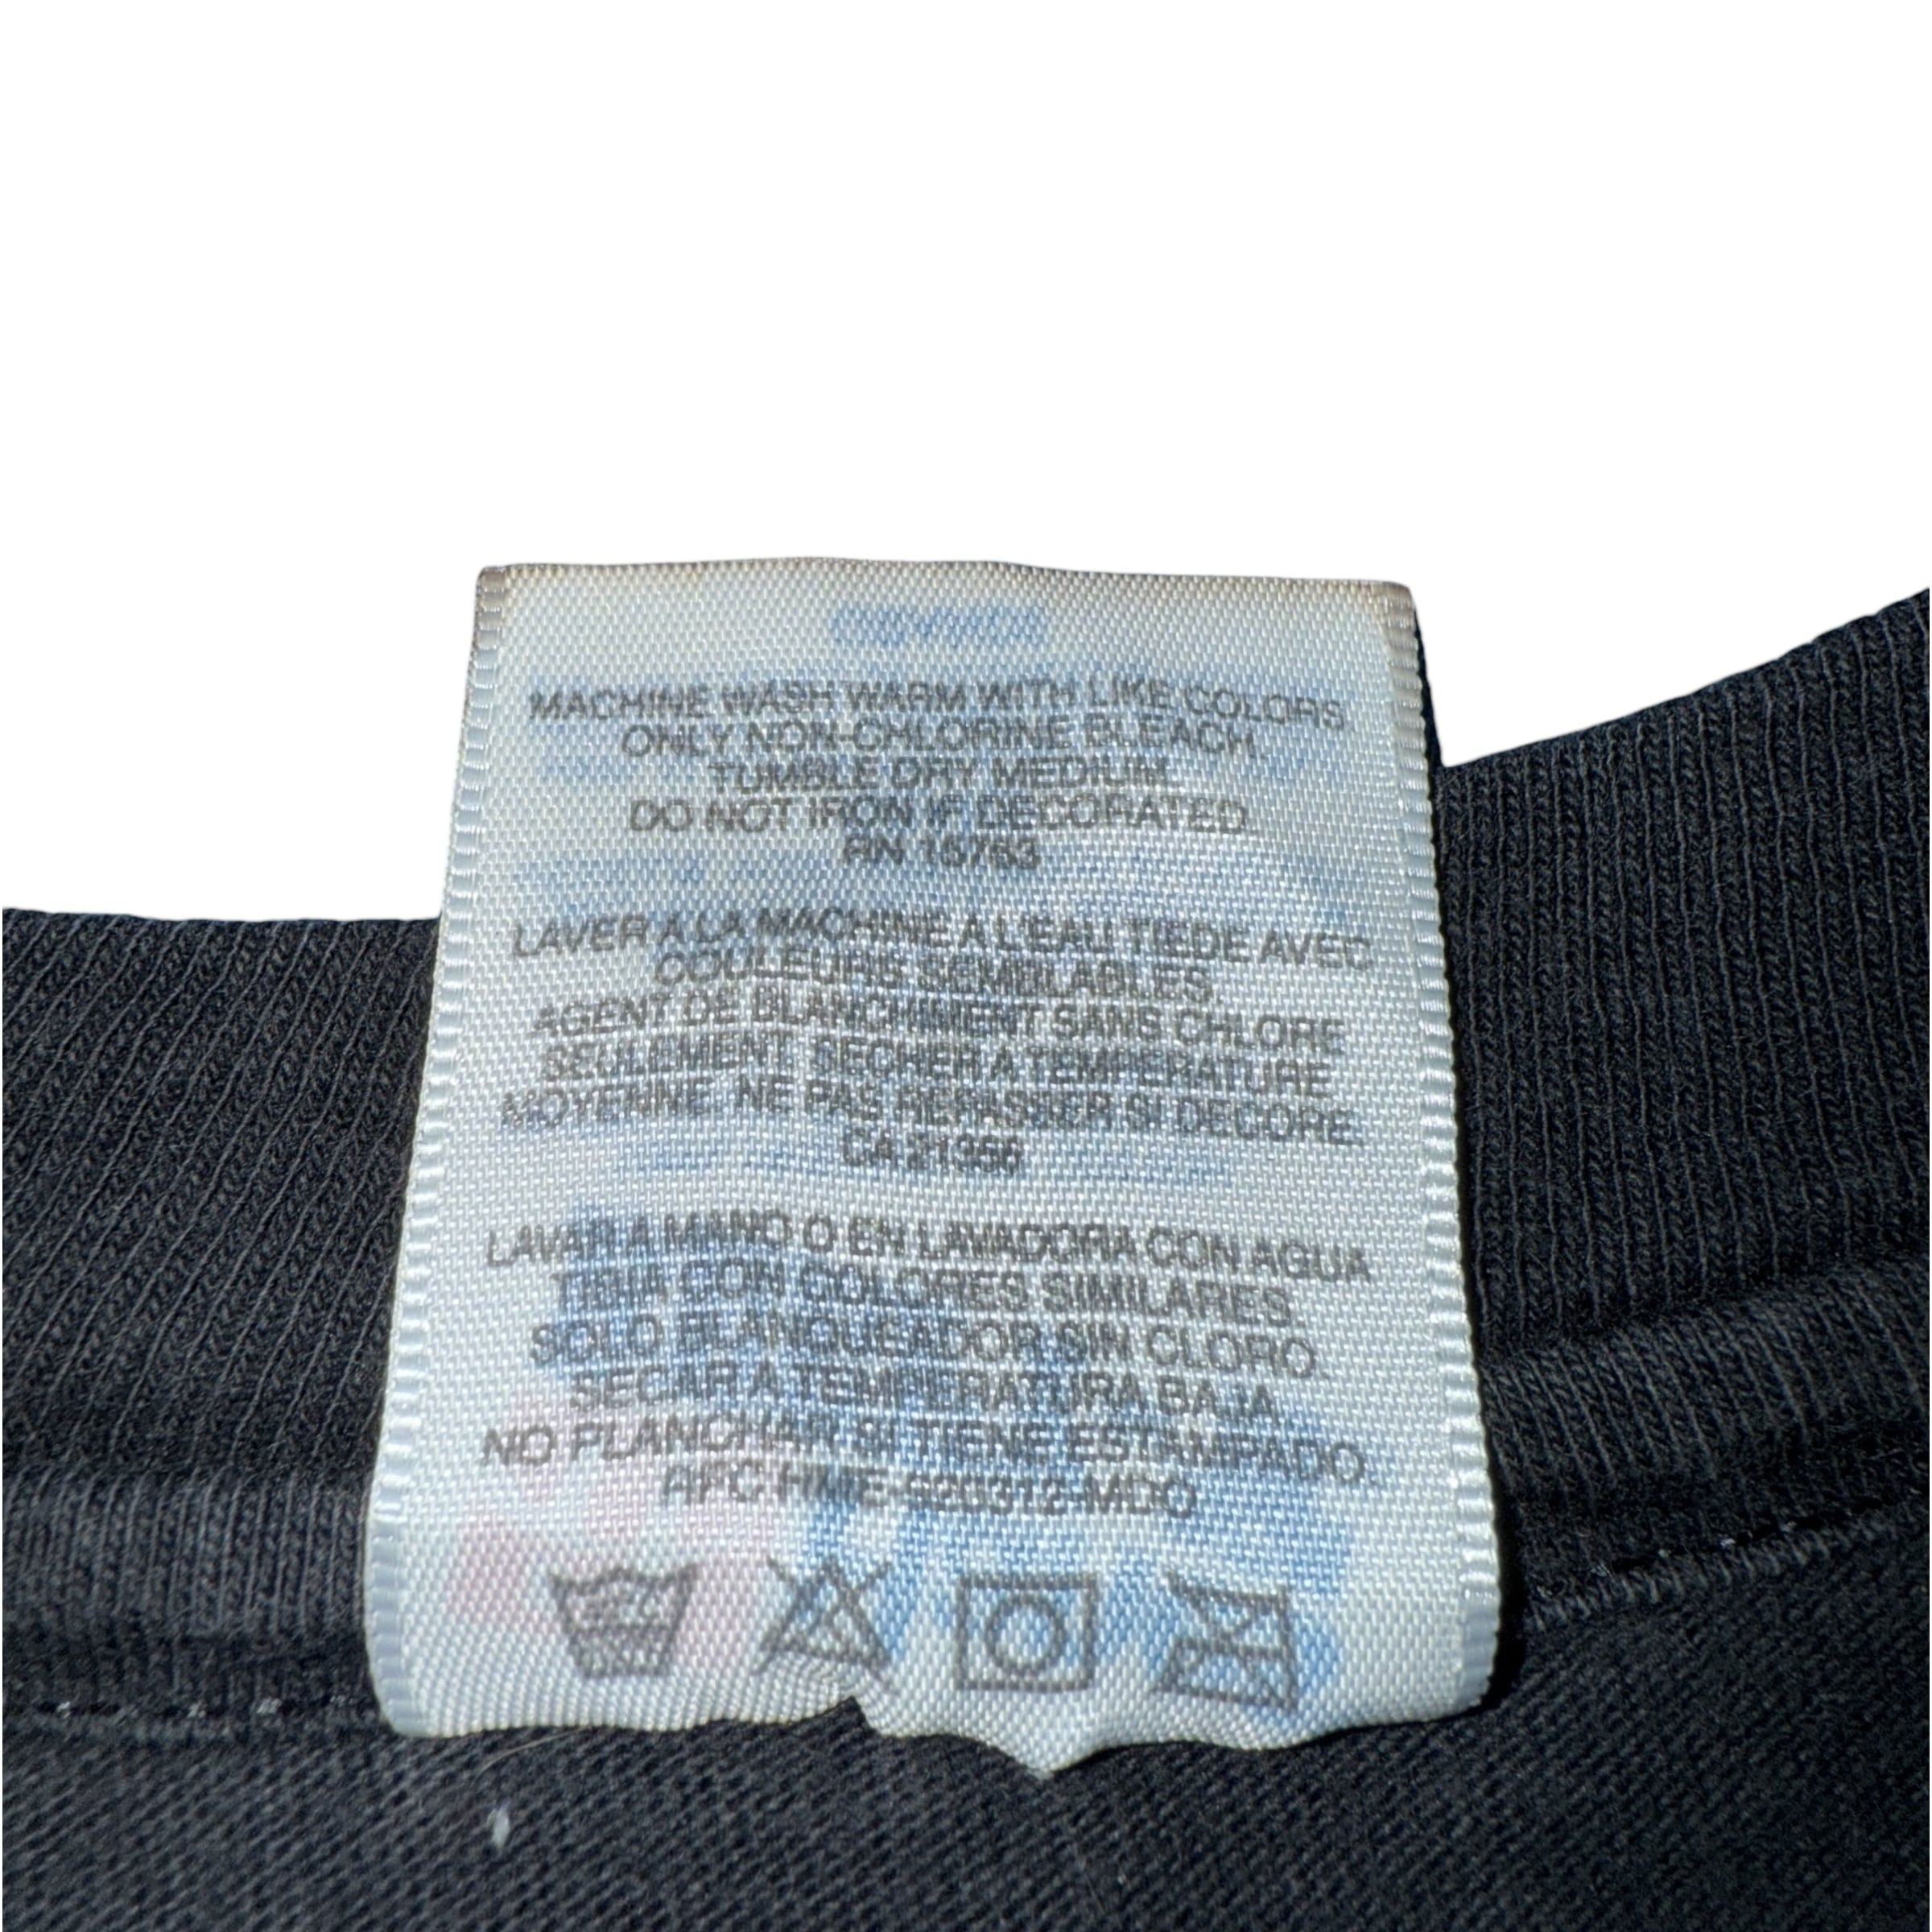 MACHINE WASH WARM WITH LIKE COLORS
ONLY NON-CHLORINE BLEACH
TUMBLE DRY MEDIUM
DO NOT IRON IF DECORATED
RN 15763
LAVER A LA MACHINE A L'EAU TIEDE AVEC
COULEURS SEMBLABLES
AGENT DE BLANCHIMENT SANS CHLORE
SEULEMENT. SECHER A TEMPERATURE
MOYENNE. NE PAS REPASSER SI DECORE
CA 21356
LAVAR A MANO O EN LAVADORA CON AGUA
TIBIA CON COLORES SIMILARES
SOLO BLANQUEADOR SIN CLORO
SECAR A TEMPERATURA BAJA
NO PLANCHAR SI TIENE ESTAMPADO
RFC HME-920312-MDO